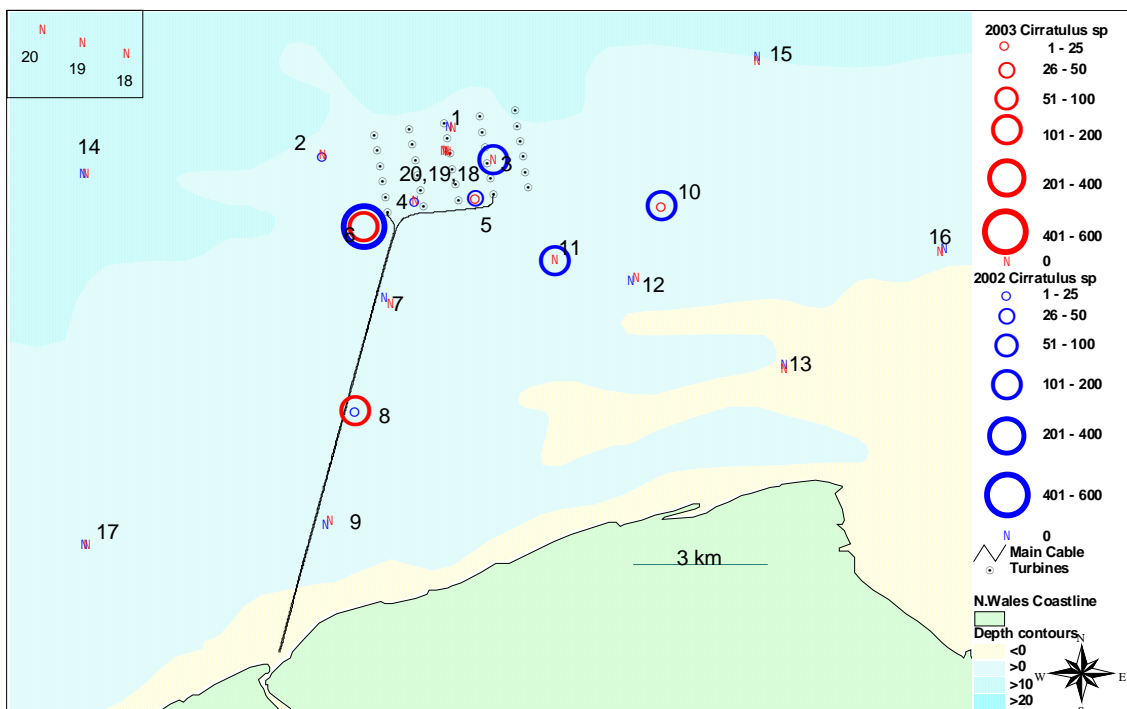 20
19
18
15
1
2
14
3
20,19,18
4
5
10
6
11
16
12
7
13
8
9
17
3 km
N N N N N N N N N N N N N N N N N N N N N N N N N N N N
2003 Cirratulus sp
1 - 25
26 - 50
51 - 100
101 - 200
201 - 400
401 - 600
N 0
2002 Cirratulus sp
1 - 25
26 - 50
51 - 100
101 - 200
201 - 400
401 - 600
N 0
Main Cable
Turbines
N.Wales Coastline
Depth contours
<0
>0
>10
>20
N
W E
S